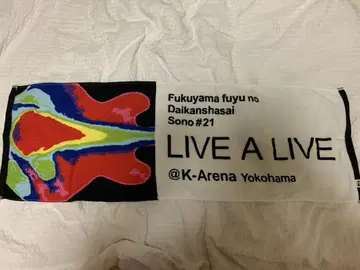 Fukuyama fuyu no
Daikanshasai
Sono #21
LIVE A LIVE
@K-Arena Yokohama